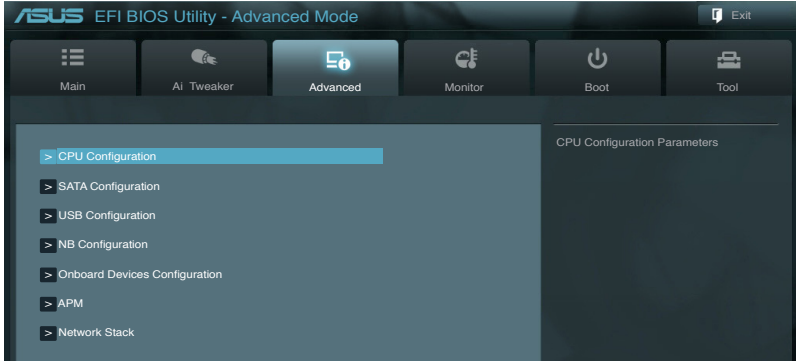 ASUS EFI BIOS Utility - Advanced Mode
Exit
Main
Ai Tweaker
Advanced
Monitor
Boot
Tool
> CPU Configuration
> SATA Configuration
> USB Configuration
> NB Configuration
> Onboard Devices Configuration
> APM
> Network Stack
CPU Configuration Parameters